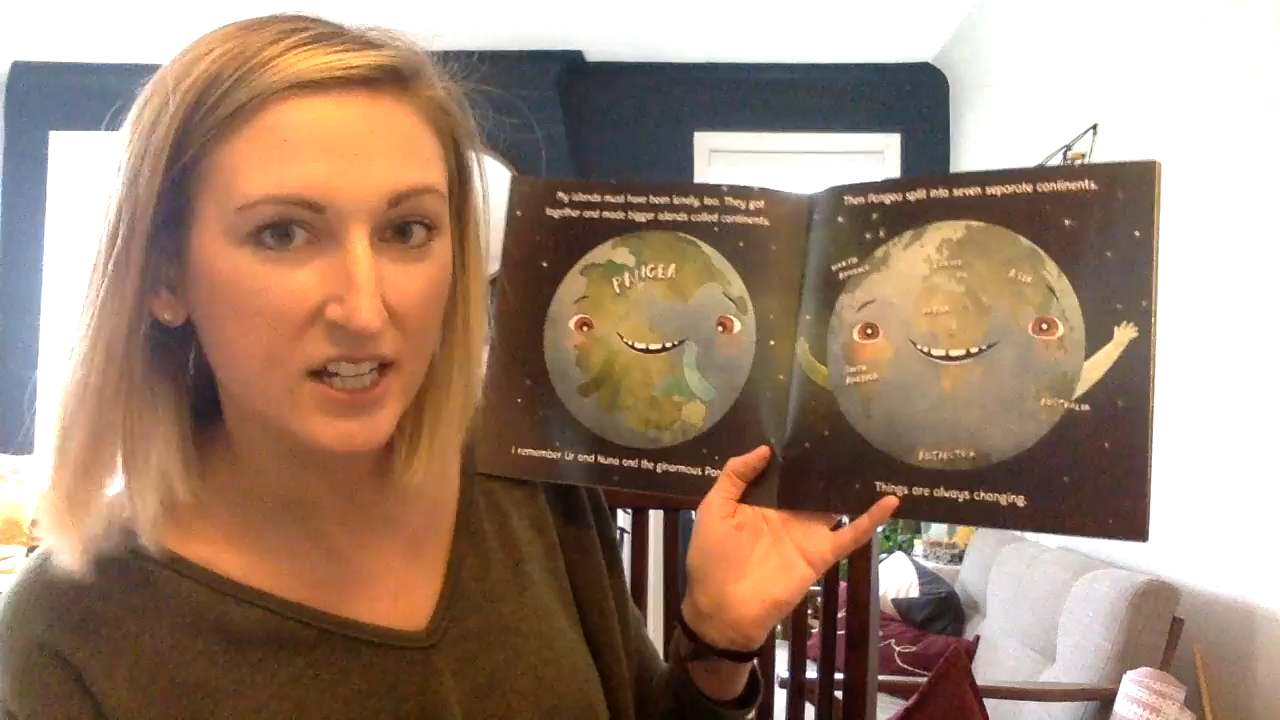 My islands must have been lonely, too. They got
together and made bigger islands called continents.
PANGEA
I remember Ur and Nuna and the ginormous
Then Pangea split into seven separate continents.
NORTH
AMERICA
ASIA
SOUTH
AMERICA
AUSTRALIA
Things are always changing.